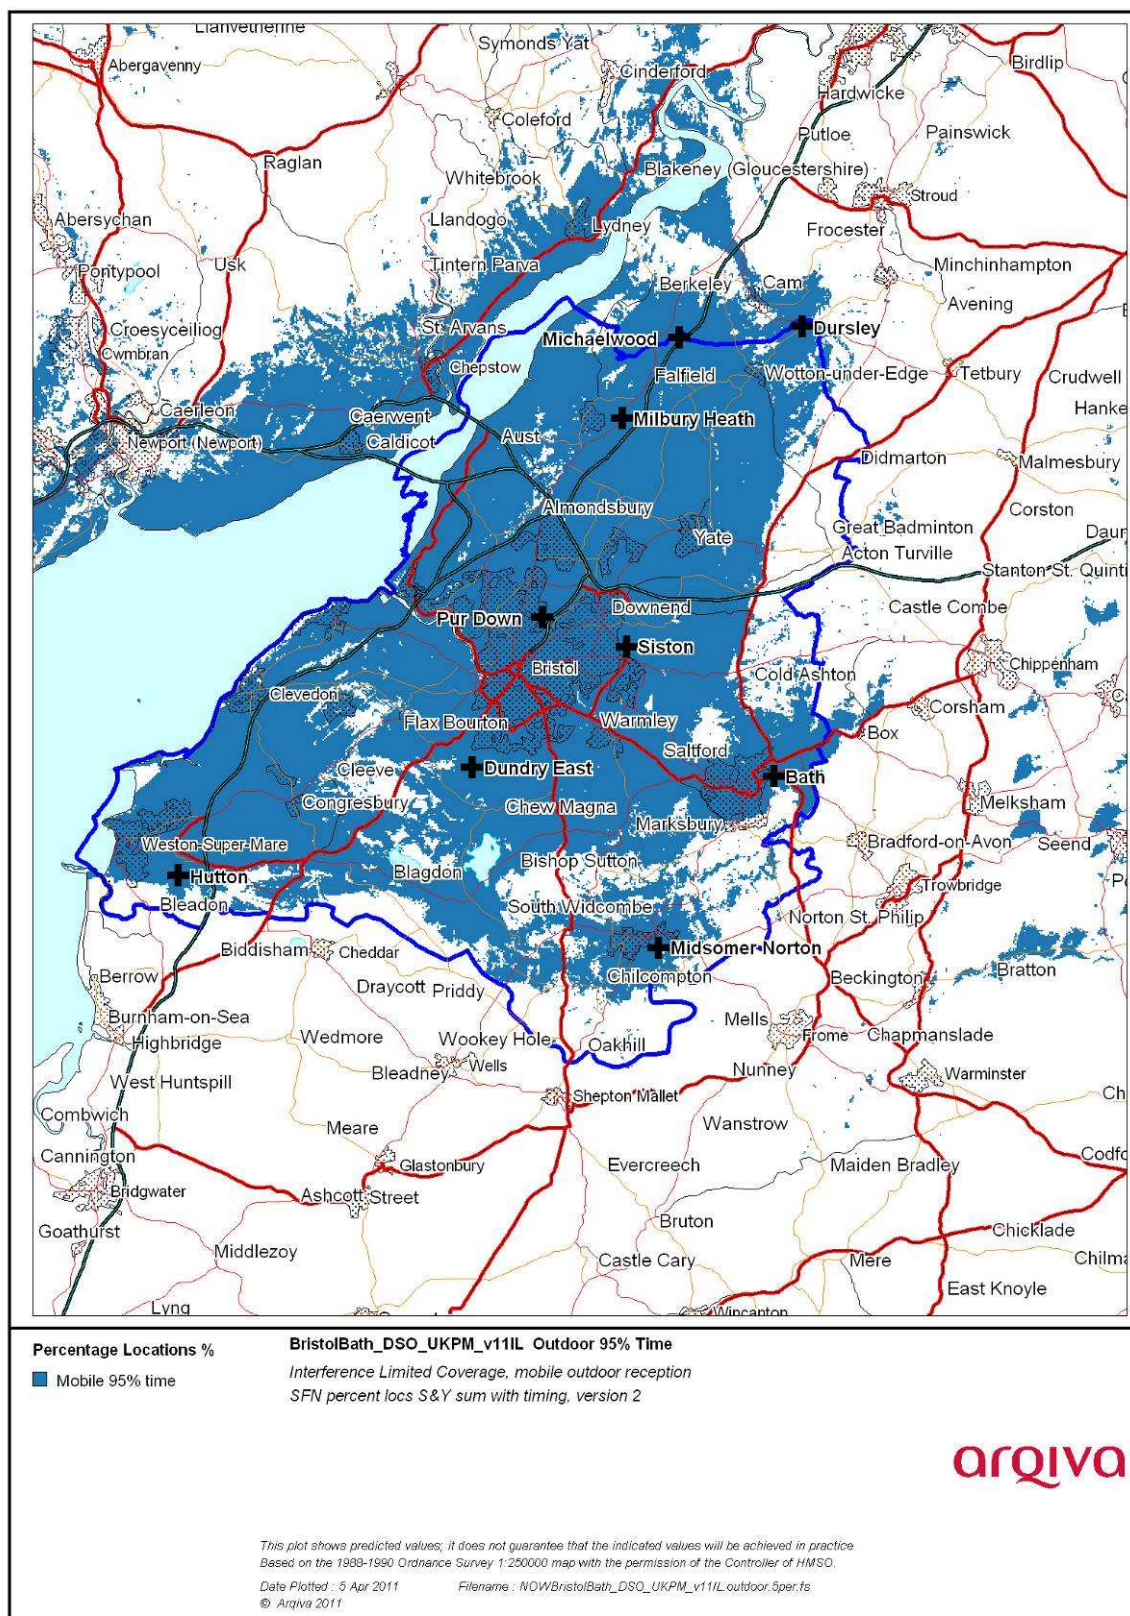 Llanvetherine
Symonds Yat
Birdlip
Abergavenny
Cinderford
Hardwicke
Coleford
Putloe
Painswick
Raglan
Whitebrook
Blakeney (Gloucestershire)
Stroud
Abersychan
Llandogo
Lydney
Frocester
Pontypool
Usk
Tintern Parva
Minchinhampton
Berkeley
Cam
Avening
Croesyceiliog
St. Arvans
Michaelwood
Dursley
Cwmbran
Chepstow
Falfield
Wotton-under-Edge
Tetbury
Crudwell
Caerleon
Caerwent
Milbury Heath
Hanke
Newport (Newport)
Caldicot
Aust
Didmarton
Malmesbury
Almondsbury
Corston
Yate
Great Badminton
Daun
Acton Turville
Stanton St. Quinti
Pur Down
Downend
Castle Combe
Siston
Bristol
Chippenham
Clevedon
Cold Ashton
Flax Bourton
Warmley
Corsham
Box
Saltford
Cleeve
Dundry East
Bath
Congresbury
Chew Magna
Melksham
Marksbury
Weston-Super-Mare
Bradford-on-Avon
Seend
Bishop Sutton
Hutton
Blagdon
Trowbridge
Bleadon
South Widcombe
Norton St. Philip
Biddisham
Cheddar
Midsomer Norton
Berrow
Chilcompton
Beckington
Bratton
Draycott
Priddy
Burnham-on-Sea
Mells
Highbridge
Wedmore
Wookey Hole
Oakhill
Frome
Chapmanslade
West Huntspill
Bleadney
Wells
Nunney
Warminster
Shepton Mallet
Ch
Combwich
Meare
Wanstrow
Cannington
Glastonbury
Evercreech
Maiden Bradley
Codfo
Bridgwater
Ashcott
Street
Goathurst
Bruton
Chicklade
Middlezoy
Castle Cary
Mere
Chilma
Lyng
East Knoyle
Wincanton
Percentage Locations %
Mobile 95% time
BristolBath_DSO_UKPM_v11IL Outdoor 95% Time
Interference Limited Coverage, mobile outdoor reception
SFN percent locs S&Y sum with timing, version 2
arqiva
This plot shows predicted values; it does not guarantee that the indicated values will be achieved in practice
Based on the 1988-1990 Ordnance Survey 1:250000 map with the permission of the Controller of HMSO.
Date Plotted : 5 Apr 2011 Filename : NOWBristolBath_DSO_UKPM_v11IL.outdoor.5per.fs
© Arqiva 2011